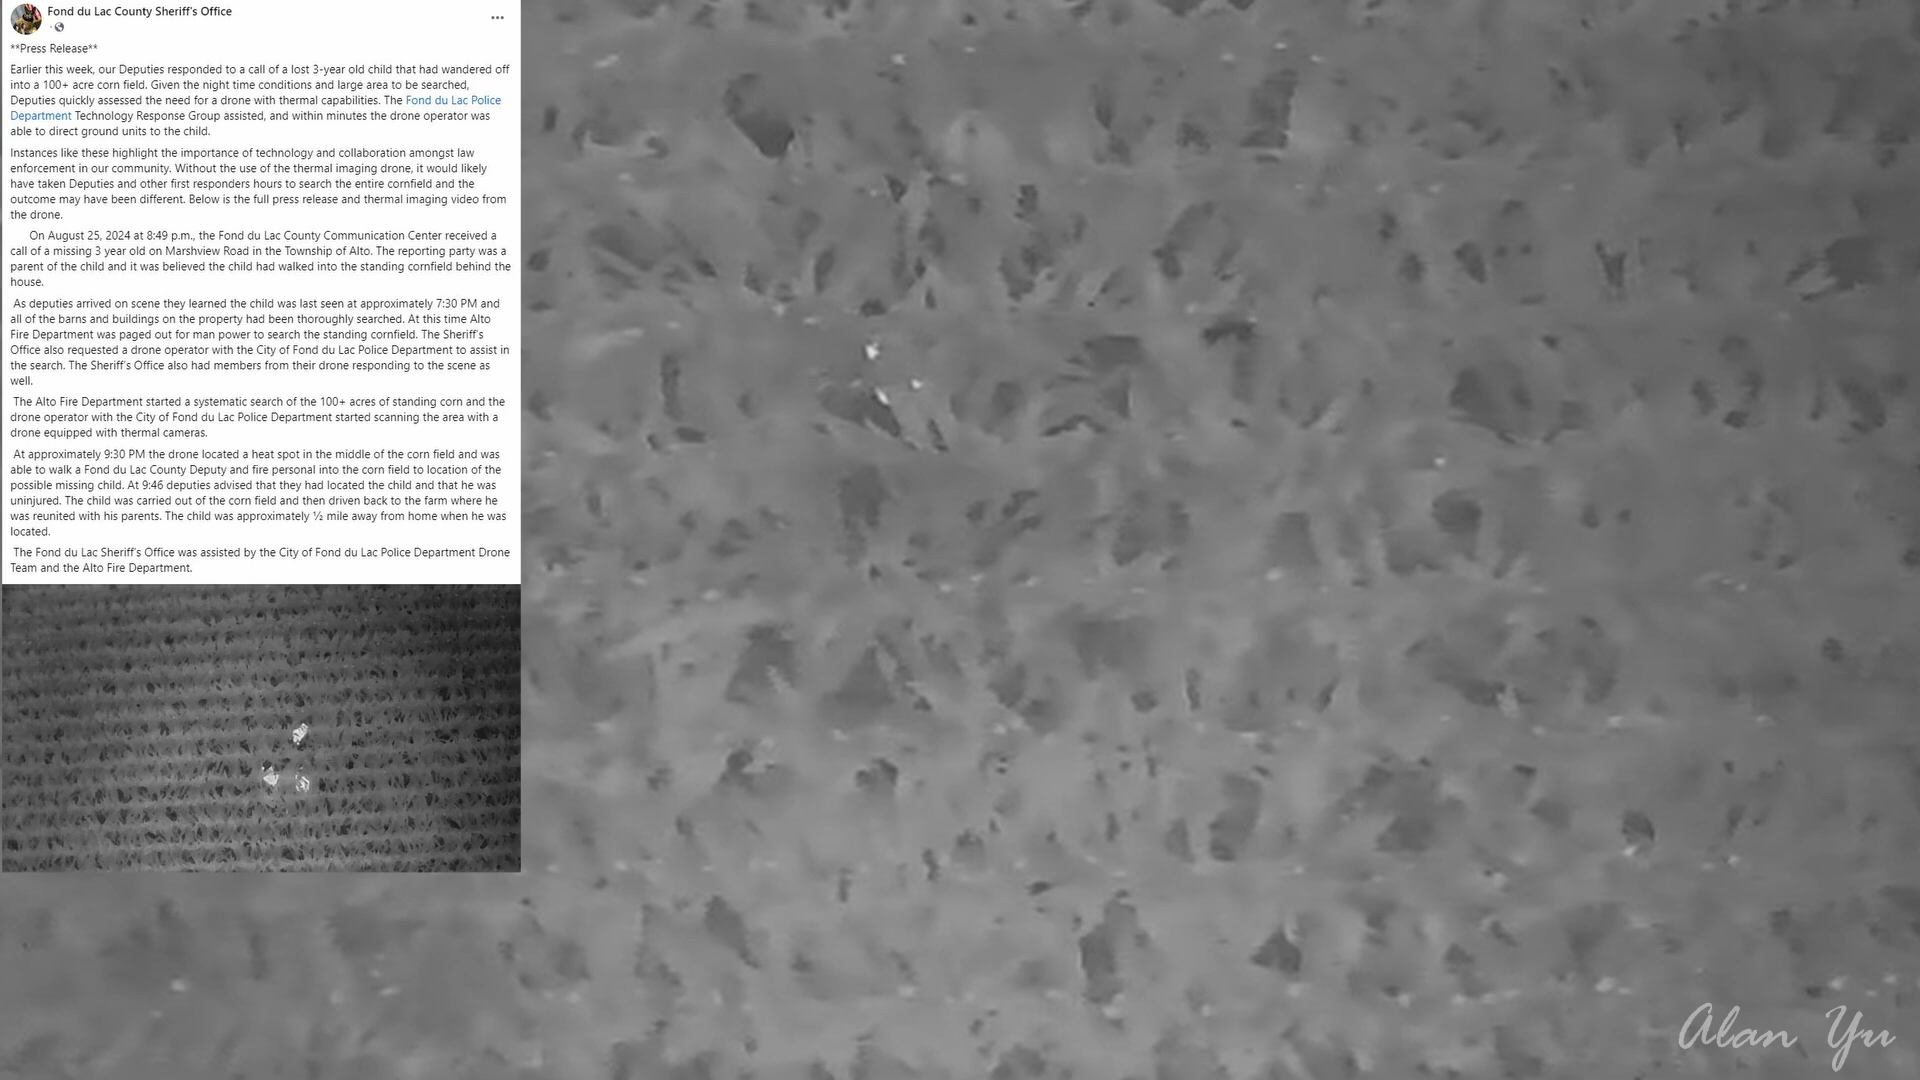 Fond du Lac County Sheriff's Office
**Press Release**
Earlier this week, our Deputies responded to a call of a lost 3-year old child that had wandered off
into a 100+ acre corn field. Given the night time conditions and large area to be searched,
Deputies quickly assessed the need for a drone with thermal capabilities. The Fond du Lac Police
Department Technology Response Group assisted, and within minutes the drone operator was
able to direct ground units to the child.
Instances like these highlight the importance of technology and collaboration amongst law
enforcement in our community. Without the use of the thermal imaging drone, it would likely
have taken Deputies and other first responders hours to search the entire cornfield and the
outcome may have been different. Below is the full press release and thermal imaging video from
the drone.
On August 25, 2024 at 8:49 p.m., the Fond du Lac County Communication Center received a
call of a missing 3 year old on Marshview Road in the Township of Alto. The reporting party was a
parent of the child and it was believed the child had walked into the standing cornfield behind the
house.
As deputies arrived on scene they learned the child was last seen at approximately 7:30 PM and
all of the barns and buildings on the property had been thoroughly searched. At this time Alto
Fire Department was paged out for man power to search the standing cornfield. The Sheriff's
Office also requested a drone operator with the City of Fond du Lac Police Department to assist in
the search. The Sheriff's Office also had members from their drone responding to the scene as
well.
The Alto Fire Department started a systematic search of the 100+ acres of standing corn and the
drone operator with the City of Fond du Lac Police Department started scanning the area with a
drone equipped with thermal cameras.
At approximately 9:30 PM the drone located a heat spot in the middle of the corn field and was
able to walk a Fond du Lac County Deputy and fire personal into the corn field to location of the
possible missing child. At 9:46 deputies advised that they had located the child and that he was
uninjured. The child was carried out of the corn field and then driven back to the farm where he
was reunited with his parents. The child was approximately ½ mile away from home when he was
located.
The Fond du Lac Sheriff's Office was assisted by the City of Fond du Lac Police Department Drone
Team and the Alto Fire Department.
Alan Yu